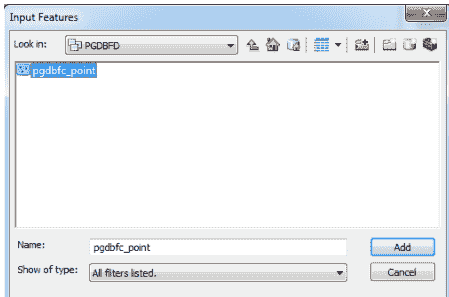 Input Features
Look in: PGDBFD
pgdbfc_point
Name: pgdbfc_point Add
Show of type: All filters listed. Cancel